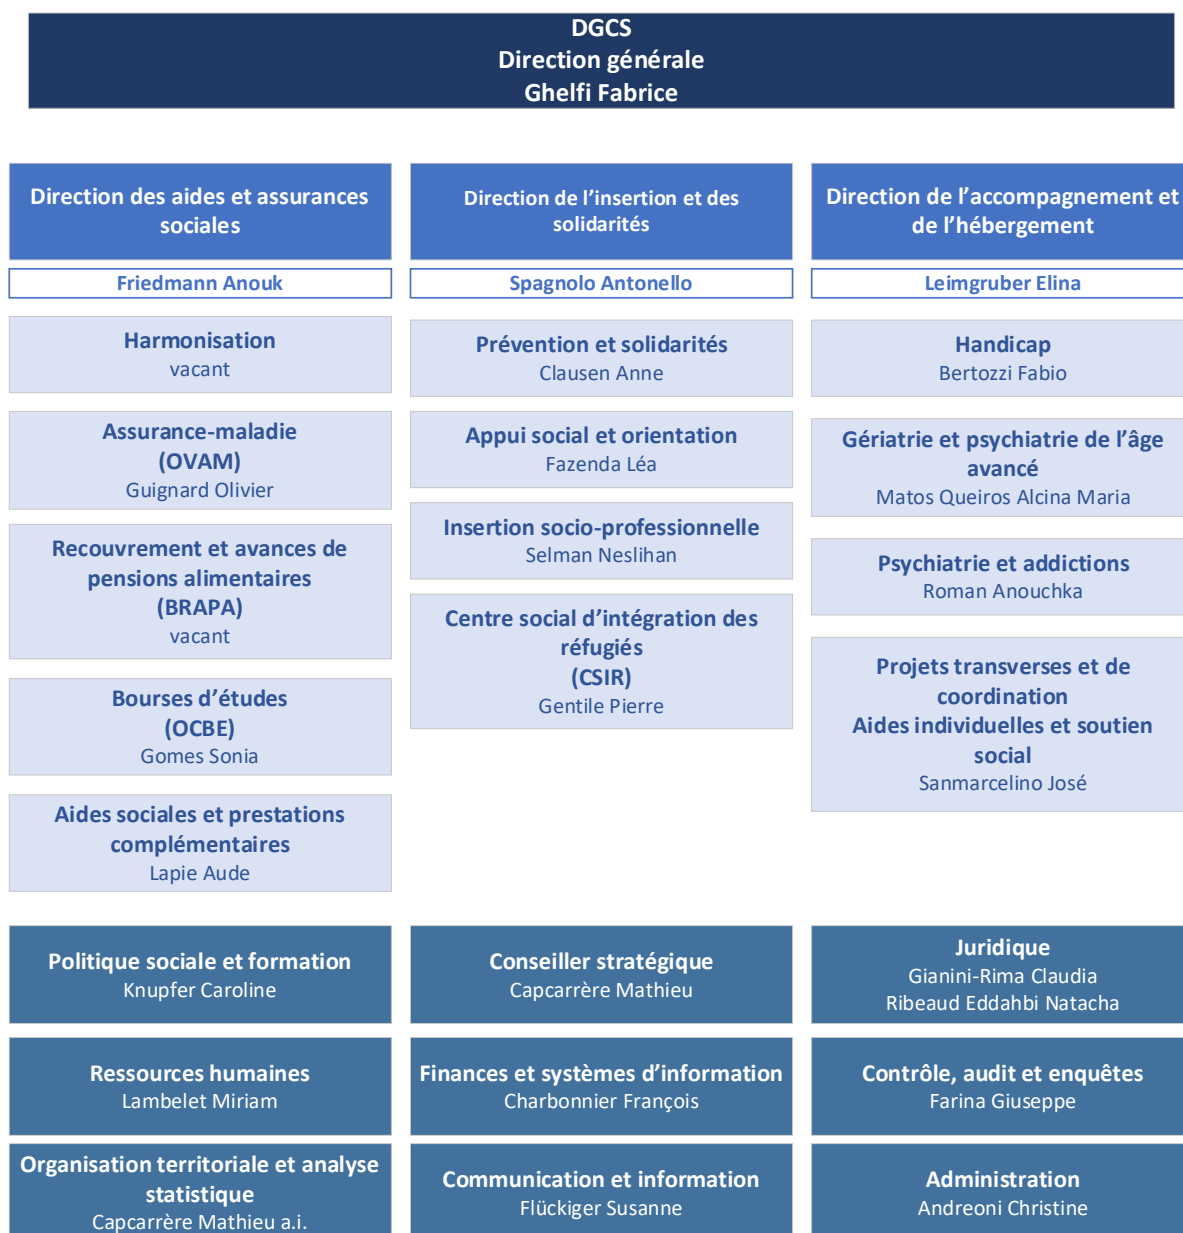 DGCS
Direction générale
Ghelfi Fabrice
Direction des aides et assurances
sociales
Friedmann Anouk
Harmonisation
vacant
Assurance-maladie
(OVAM)
Guignard Olivier
Recouvrement et avances de
pensions alimentaires
(BRAPA)
vacant
Bourses d’études
(OCBE)
Gomes Sonia
Aides sociales et prestations
complémentaires
Lapie Aude
Direction de l’insertion et des
solidarités
Spagnolo Antonello
Prévention et solidarités
Clausen Anne
Appui social et orientation
Fazenda Léa
Insertion socio-professionnelle
Selman Neslihan
Centre social d’intégration des
réfugiés
(CSIR)
Gentile Pierre
Direction de l’accompagnement et
de l’hébergement
Leimgruber Elina
Handicap
Bertozzi Fabio
Gériatrie et psychiatrie de l’âge
avancé
Matos Queiros Alcina Maria
Psychiatrie et addictions
Roman Anouchka
Projets transverses et de
coordination
Aides individuelles et soutien
social
Sanmarcelino José
Politique sociale et formation
Knupfer Caroline
Conseiller stratégique
Capcarrère Mathieu
Juridique
Gianini-Rima Claudia
Ribeaud Eddahbi Natacha
Ressources humaines
Lambelet Miriam
Finances et systèmes d’information
Charbonnier François
Contrôle, audit et enquêtes
Farina Giuseppe
Organisation territoriale et analyse
statistique
Capcarrère Mathieu a.i.
Communication et information
Flückiger Susanne
Administration
Andreoni Christine